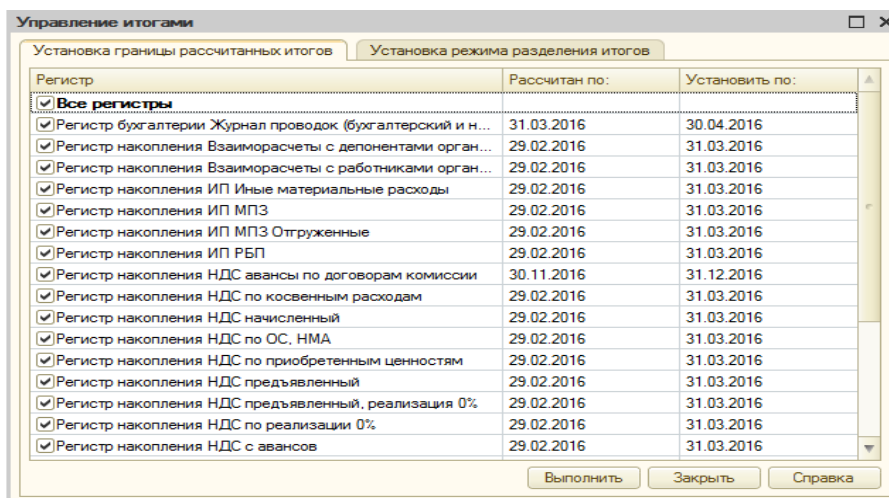 Управление итогами
Установка границы рассчитанных итогов Установка режима разделения итогов
Регистр Рассчитан по: Установить по:
Все регистры
Регистр бухгалтерии Журнал проводок (бухгалтерский и н... 31.03.2016 30.04.2016
Регистр накопления Взаиморасчеты с депонентами орган... 29.02.2016 31.03.2016
Регистр накопления Взаиморасчеты с работниками орган... 29.02.2016 31.03.2016
Регистр накопления ИП Иные материальные расходы 29.02.2016 31.03.2016
Регистр накопления ИП МПЗ 29.02.2016 31.03.2016
Регистр накопления ИП МПЗ Отгруженные 29.02.2016 31.03.2016
Регистр накопления ИП РБП 29.02.2016 31.03.2016
Регистр накопления НДС авансы по договорам комиссии 30.11.2016 31.12.2016
Регистр накопления НДС по косвенным расходам 29.02.2016 31.03.2016
Регистр накопления НДС начисленный 29.02.2016 31.03.2016
Регистр накопления НДС по ОС, НМА 29.02.2016 31.03.2016
Регистр накопления НДС по приобретенным ценностям 29.02.2016 31.03.2016
Регистр накопления НДС предъявленный 29.02.2016 31.03.2016
Регистр накопления НДС предъявленный, реализация 0% 29.02.2016 31.03.2016
Регистр накопления НДС по реализации 0% 29.02.2016 31.03.2016
Регистр накопления НДС с авансов 29.02.2016 31.03.2016
Выполнить Закрыть Справка